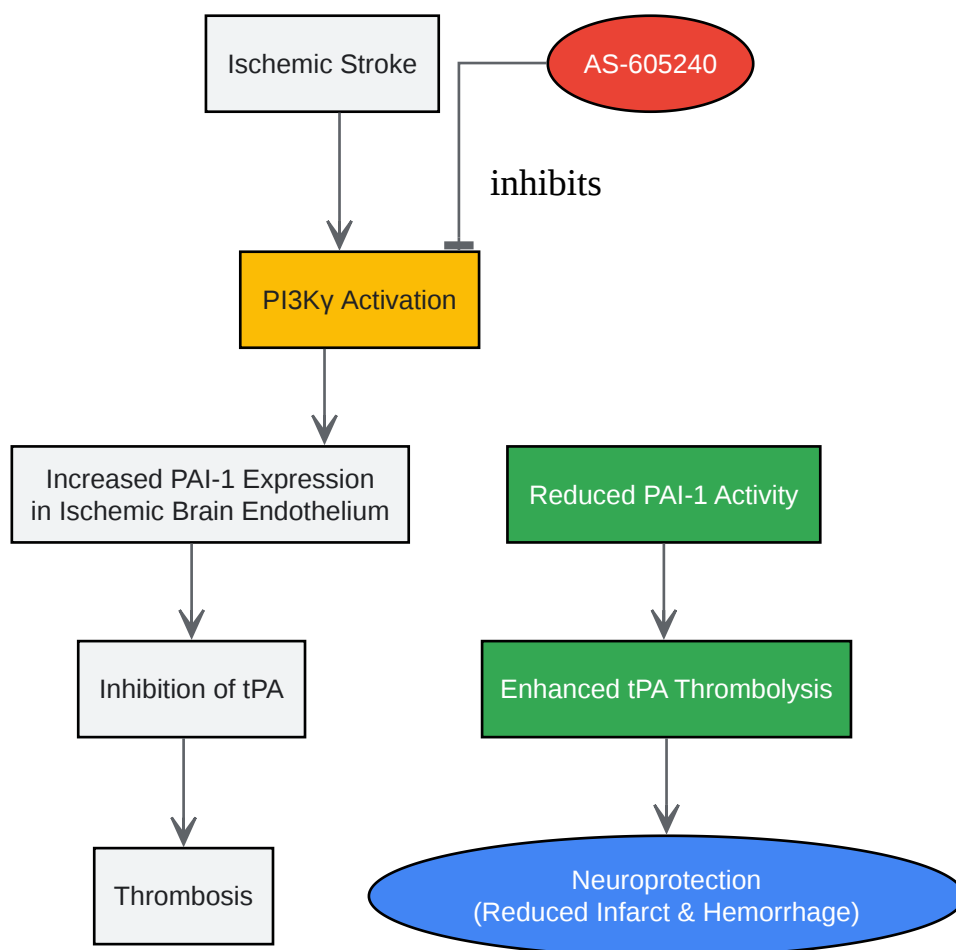 Ischemic Stroke
AS-605240
inhibits
PI3Kγ Activation
Increased PAI-1 Expression
in Ischemic Brain Endothelium
Reduced PAI-1 Activity
Inhibition of tPA
Enhanced tPA Thrombolysis
Thrombosis
Neuroprotection
(Reduced Infarct & Hemorrhage)